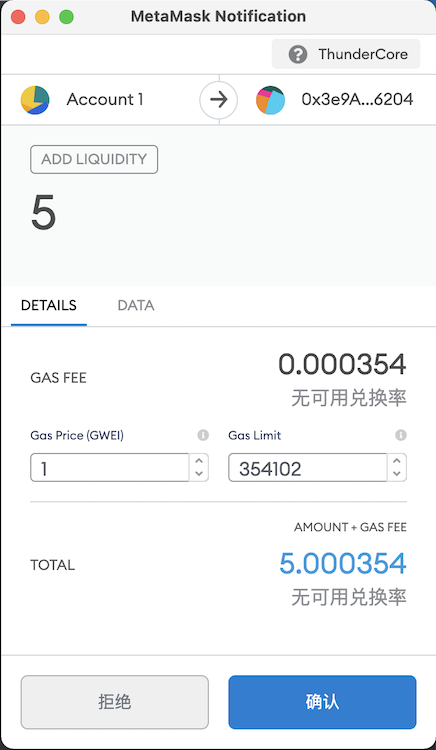 MetaMask Notification
ThunderCore
Account 1
0x3e9A...6204
ADD LIQUIDITY
5
DETAILS
DATA
GAS FEE
0.000354
无可用兑换率
Gas Price (GWEI)
Gas Limit
1
354102
AMOUNT + GAS FEE
TOTAL
5.000354
无可用兑换率
拒绝
确认